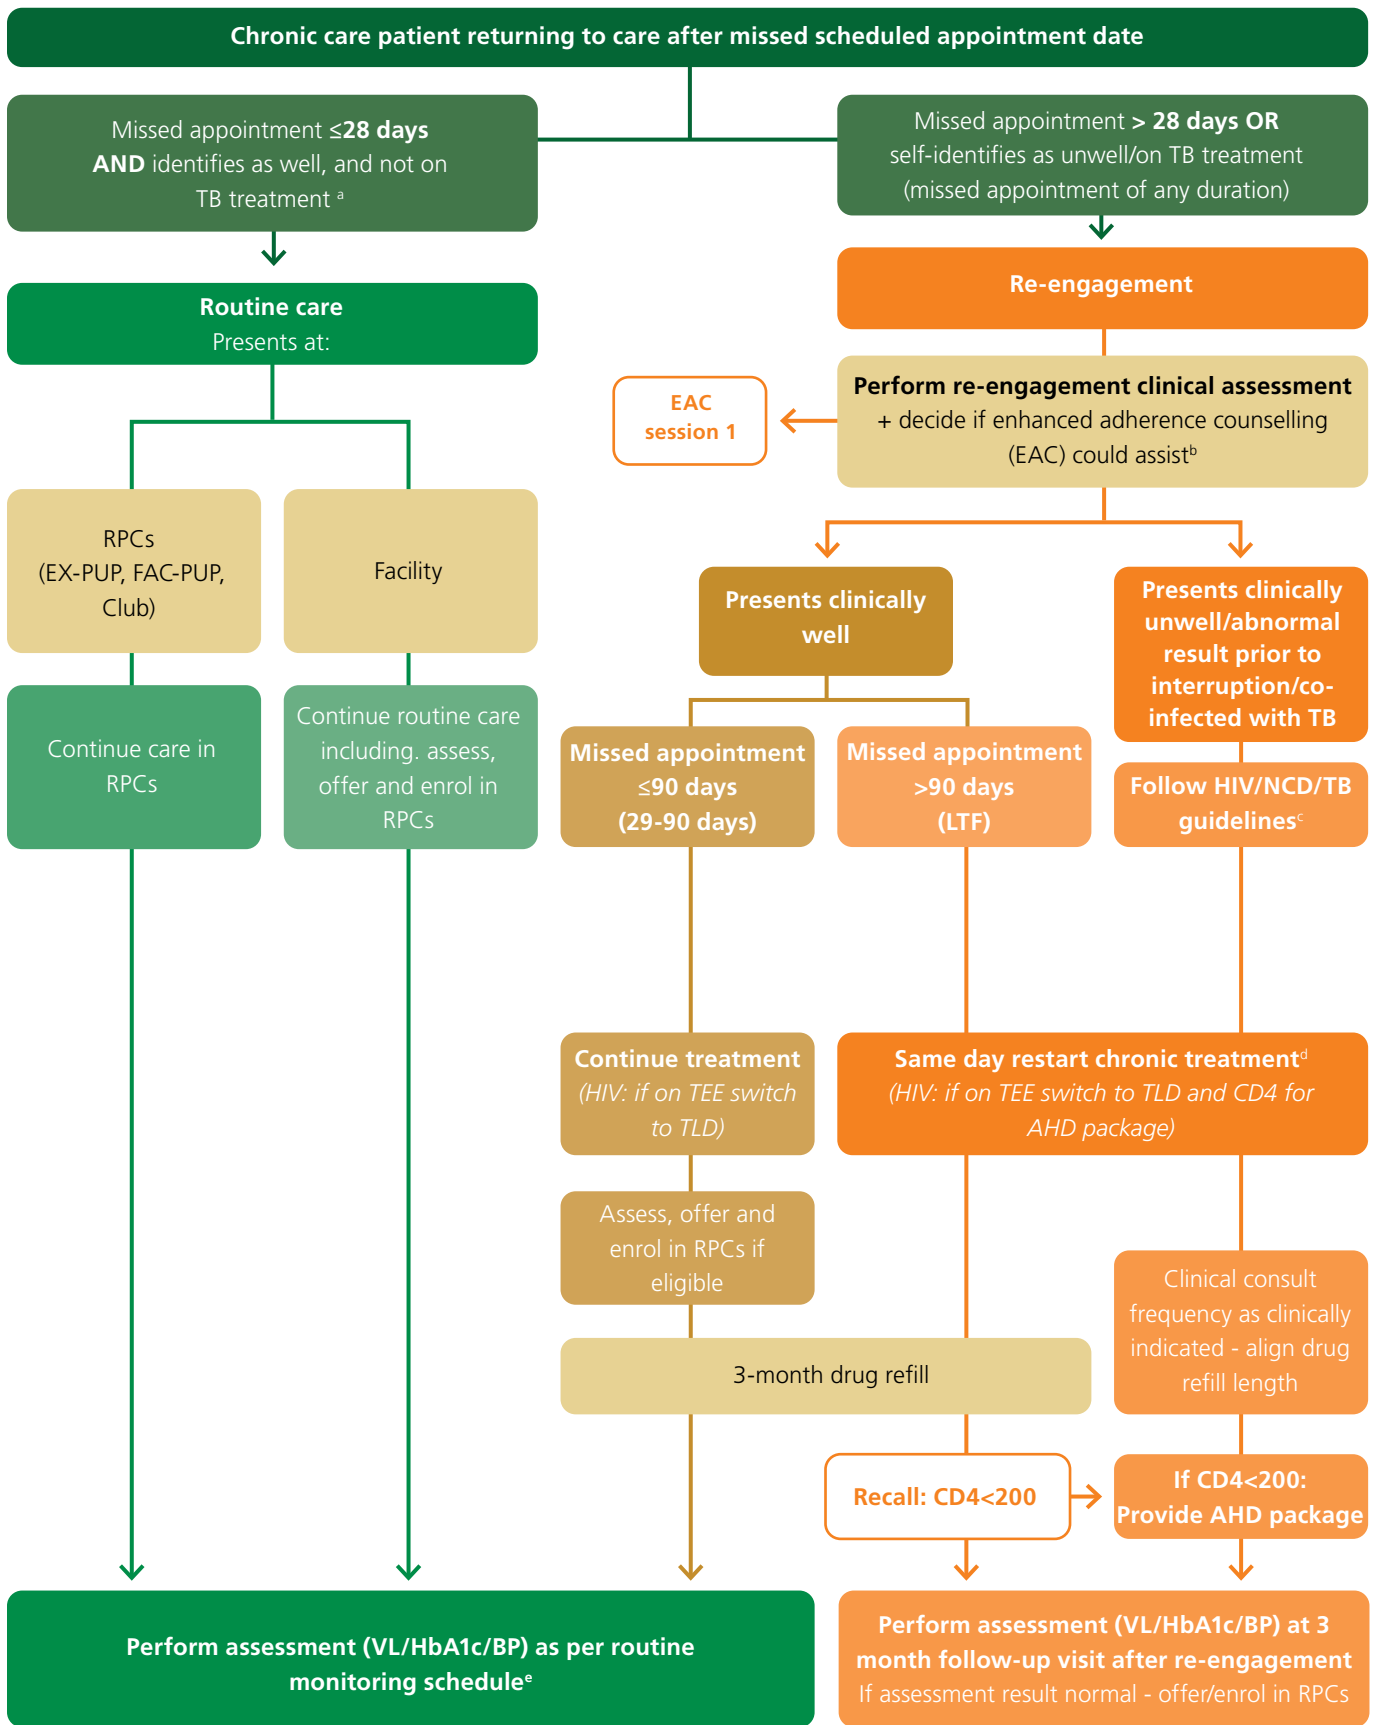 Chronic care patient returning to care after missed scheduled appointment date
Missed appointment ≤28 days
AND identifies as well, and not on
TB treatment a
Missed appointment > 28 days OR
self-identifies as unwell/on TB treatment
(missed appointment of any duration)
Routine care
Presents at:
Re-engagement
Perform re-engagement clinical assessment
+ decide if enhanced adherence counselling
(EAC) could assistb
EAC
session 1
RPCs
(EX-PUP, FAC-PUP,
Club)
Facility
Presents clinically
well
Presents clinically
unwell/abnormal
result prior to
interruption/co-
infected with TB
Continue care in
RPCs
Continue routine care
including. assess,
offer and enrol in
RPCs
Missed appointment
≤90 days
(29-90 days)
Missed appointment
>90 days
(LTF)
Follow HIV/NCD/TB
guidelinesc
Continue treatment
(HIV: if on TEE switch
to TLD)
Same day restart chronic treatmentd
(HIV: if on TEE switch to TLD and CD4 for
AHD package)
Assess, offer and
enrol in RPCs if
eligible
Clinical consult
frequency as clinically
indicated - align drug
refill length
3-month drug refill
Recall: CD4<200
If CD4<200:
Provide AHD package
Perform assessment (VL/HbA1c/BP) as per routine
monitoring schedulee
Perform assessment (VL/HbA1c/BP) at 3
month follow-up visit after re-engagement
If assessment result normal - offer/enrol in RPCs